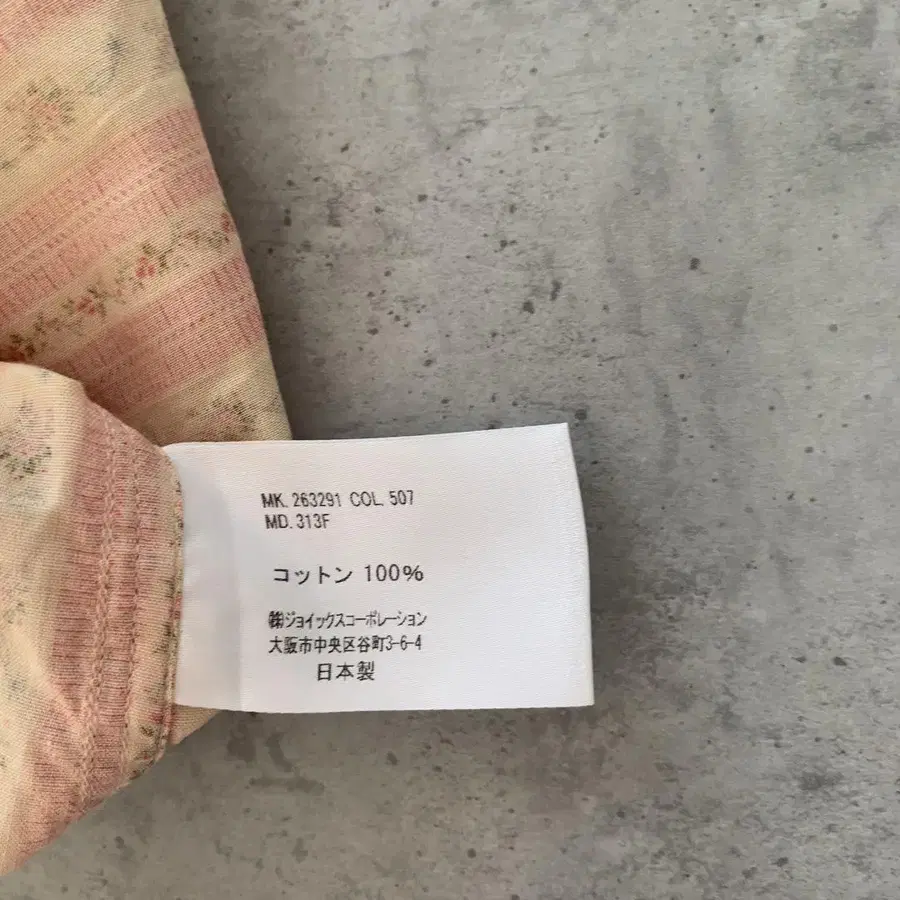 MK. 263291 COL. 507
MD. 313F
コットン 100%
㈱ジョイックスコーポレーション
大阪市中央区谷町3-6-4
日本製